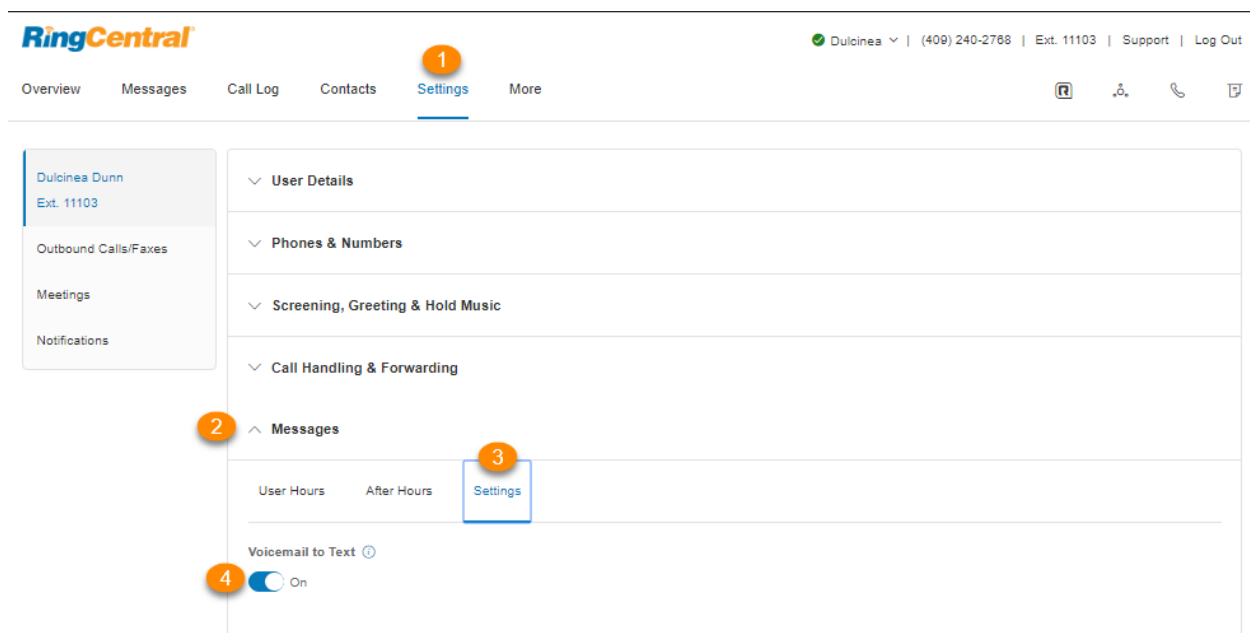 RingCentral
Dulcinea | (409) 240-2768 | Ext. 11103 | Support | Log Out
1
Overview Messages Call Log Contacts Settings More
Dulcinea Dunn
Ext. 11103
Outbound Calls/Faxes
Meetings
Notifications
User Details
Phones & Numbers
Screening, Greeting & Hold Music
Call Handling & Forwarding
2 Messages
3
User Hours After Hours Settings
Voicemail to Text
4 On